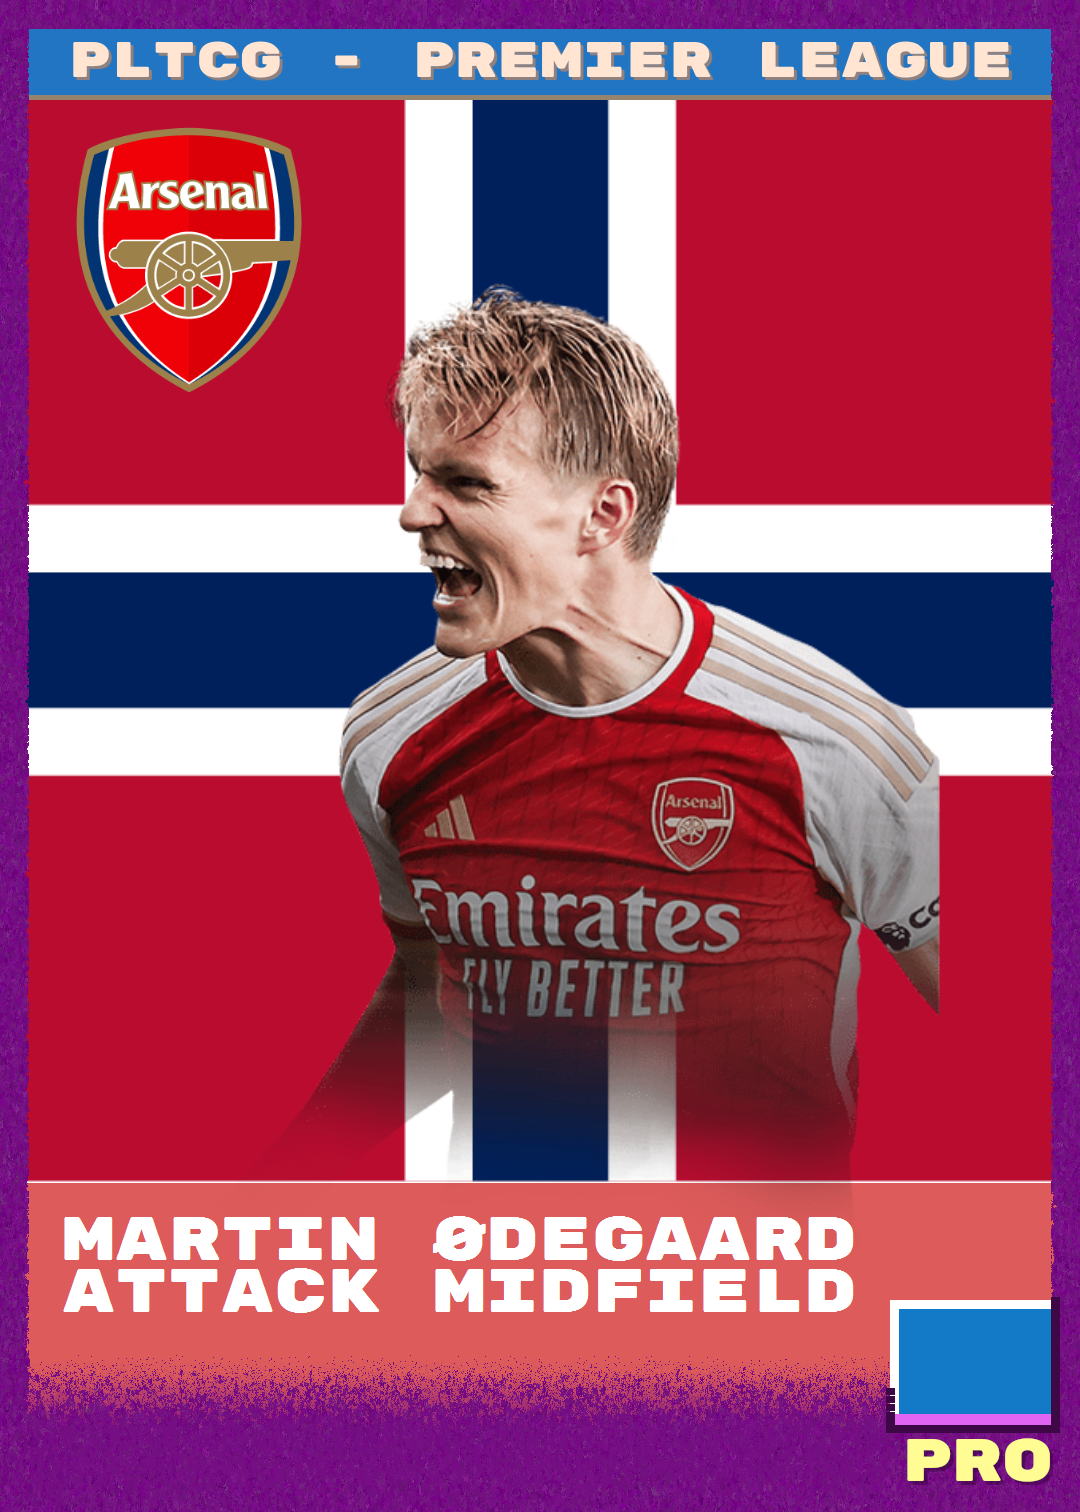 PLTCG - PREMIER LEAGUE
Arsenal
Arsenal
Emirates
FLY BETTER
MARTIN ØDEGAARD
ATTACK MIDFIELD
PRO